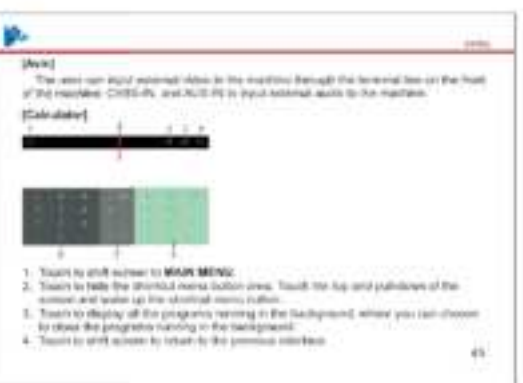 [Avin]
The user can input external video to the machine through the terminal line on the front
of the machine. CVBS-IN, and AUX-IN to input external audio to the machine.
[Calculator]
1. Touch to shift screen to MAIN MENU.
2. Touch to hide the shortcut menu button area. Touch the top and pulldown of the
screen and wake up the shortcut menu button.
3. Touch to display all the programs running in the background, where you can choose
to close the programs running in the background.
4. Touch to shift screen to return to the previous interface.